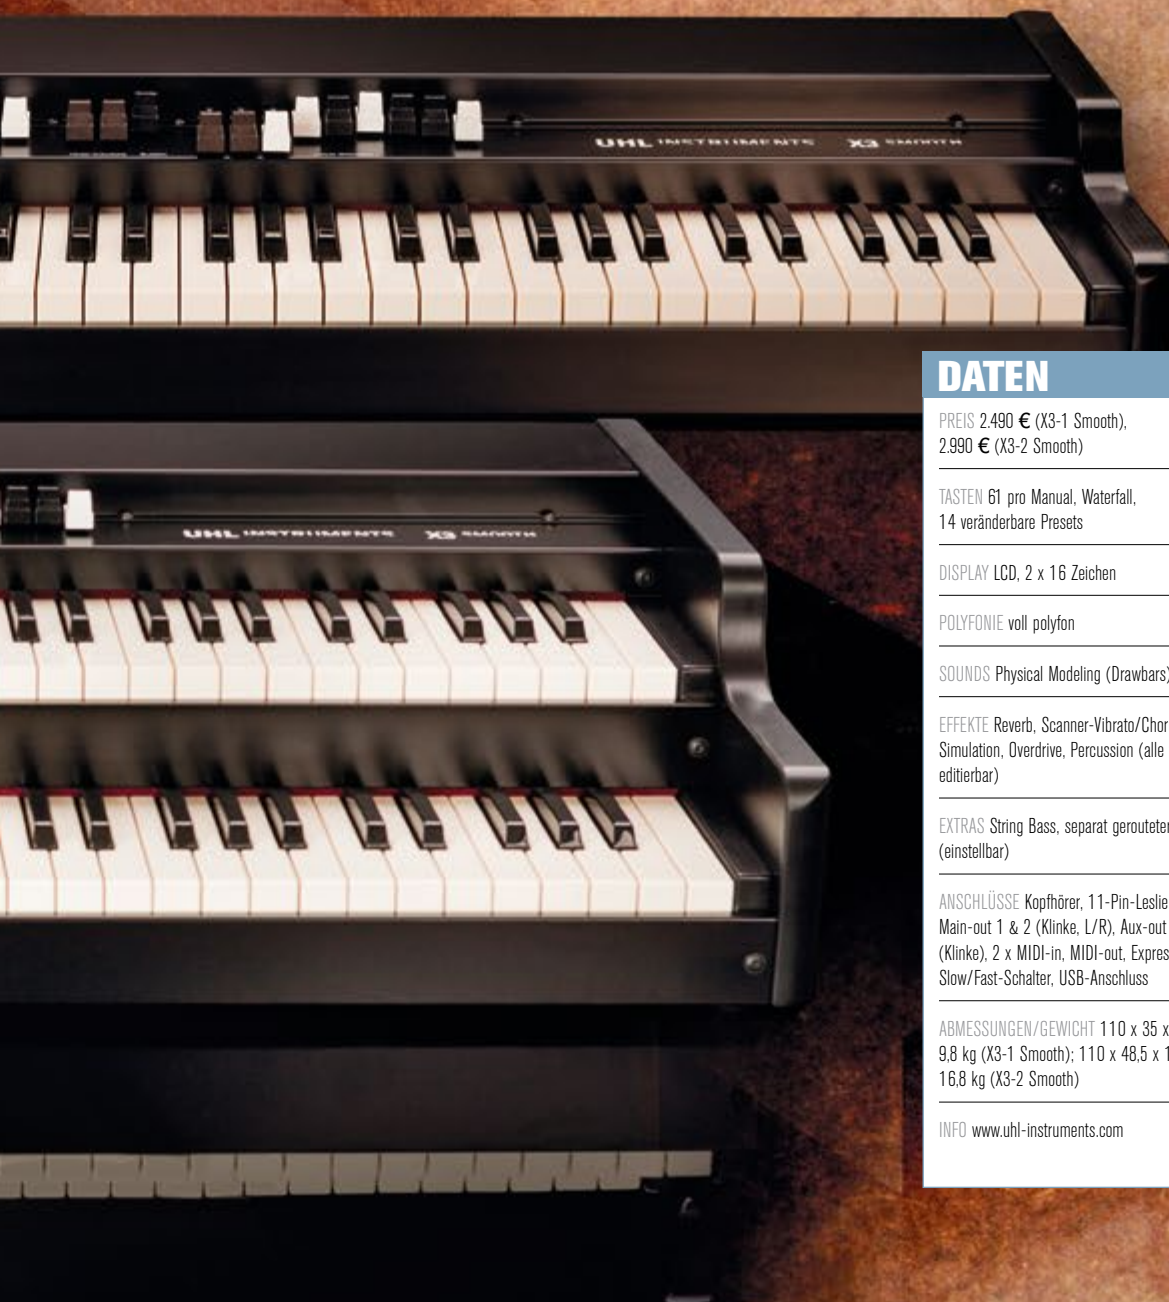 UHL INSTRUMENTS X3 SMOOTH
DATEN
PREIS 2.490 € (X3-1 Smooth),
2.990 € (X3-2 Smooth)
UHL INSTRUMENTS X3 SMOOTH
TASTEN 61 pro Manual, Waterfall,
14 veränderbare Presets
DISPLAY LCD, 2 x 16 Zeichen
POLYFONIE voll polyfon
SOUNDS Physical Modeling (Drawbars)
EFFEKTE Reverb, Scanner-Vibrato/Chor
Simulation, Overdrive, Percussion (alle
editierbar)
EXTRAS String Bass, separat gerouteter
(einstellbar)
ANSCHLÜSSE Kopfhörer, 11-Pin-Leslie
Main-out 1 & 2 (Klinke, L/R), Aux-out
(Klinke), 2 x MIDI-in, MIDI-out, Expres
Slow/Fast-Schalter, USB-Anschluss
ABMESSUNGEN/GEWICHT 110 x 35 x
9,8 kg (X3-1 Smooth); 110 x 48,5 x 1
16,8 kg (X3-2 Smooth)
INFO www.uhl-instruments.com